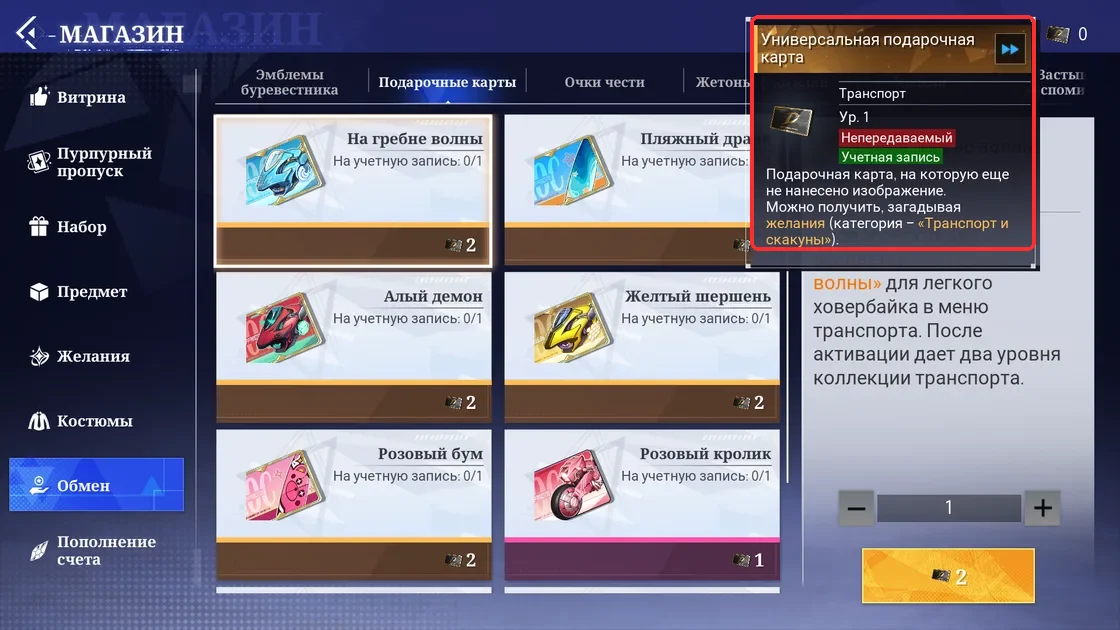 МАГАЗИН
0
Витрина
Пурпурный
пропуск
Набор
Предмет
Желания
Костюмы
Обмен
Пополнение
счета
Эмблемы
буревестника
Подарочные карты
Очки чести
На гребне волны
На учетную запись: 0/1
2
Алый демон
На учетную запись: 0/1
2
Желтый шершень
На учетную запись: 0/1
2
Розовый бум
На учетную запись: 0/1
2
Розовый кролик
На учетную запись: 0/1
1
Пляжный
На учетную запись:
Универсальная подарочная
карта
Транспорт
Ур. 1
Непередаваемый
Учетная запись
Подарочная карта, на которую еще
не нанесено изображение.
Можно получить, загадывая
желания (категория – «Транспорт и
скакуны»).
волны» для легкого
ховербайка в меню
транспорта. После
активации дает два уровня
коллекции транспорта.
1
2